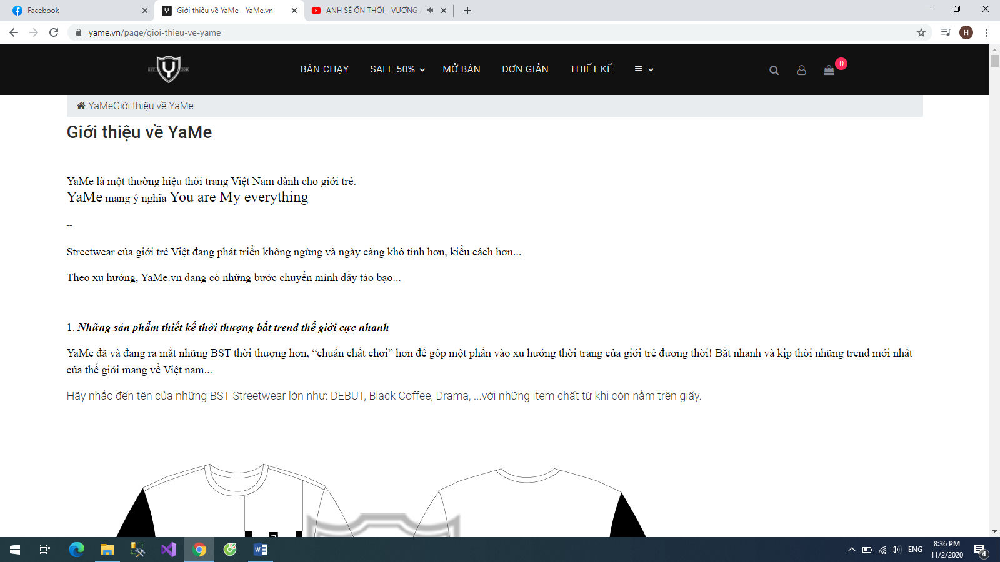 Facebook
Giới thiệu về YaMe - YaMe.vn
ANH SẼ ỔN THÔI - VƯƠNG
yame.vn/page/gioi-thieu-ve-yame
H
Y
BÁN CHẠY
SALE 50%
MỞ BÁN
ĐƠN GIẢN
THIẾT KẾ
0
YaMeGiới thiệu về YaMe
Giới thiệu về YaMe
YaMe là một thường hiệu thời trang Việt Nam dành cho giới trẻ.
YaMe mang ý nghĩa You are My everything
--
Streetwear của giới trẻ Việt đang phát triển không ngừng và ngày càng khó tính hơn, kiểu cách hơn...
Theo xu hướng, YaMe.vn đang có những bước chuyển mình đầy táo bạo...
1. Những sản phẩm thiết kế thời thượng bắt trend thế giới cực nhanh
YaMe đã và đang ra mắt những BST thời thượng hơn, “chuẩn chất chơi” hơn để góp một phần vào xu hướng thời trang của giới trẻ đương thời! Bắt nhanh và kịp thời những trend mới nhất
của thế giới mang về Việt nam...
Hãy nhắc đến tên của những BST Streetwear lớn như: DEBUT, Black Coffee, Drama, ...với những item chất từ khi còn nằm trên giấy.
ENG
8:36 PM
11/2/2020
4